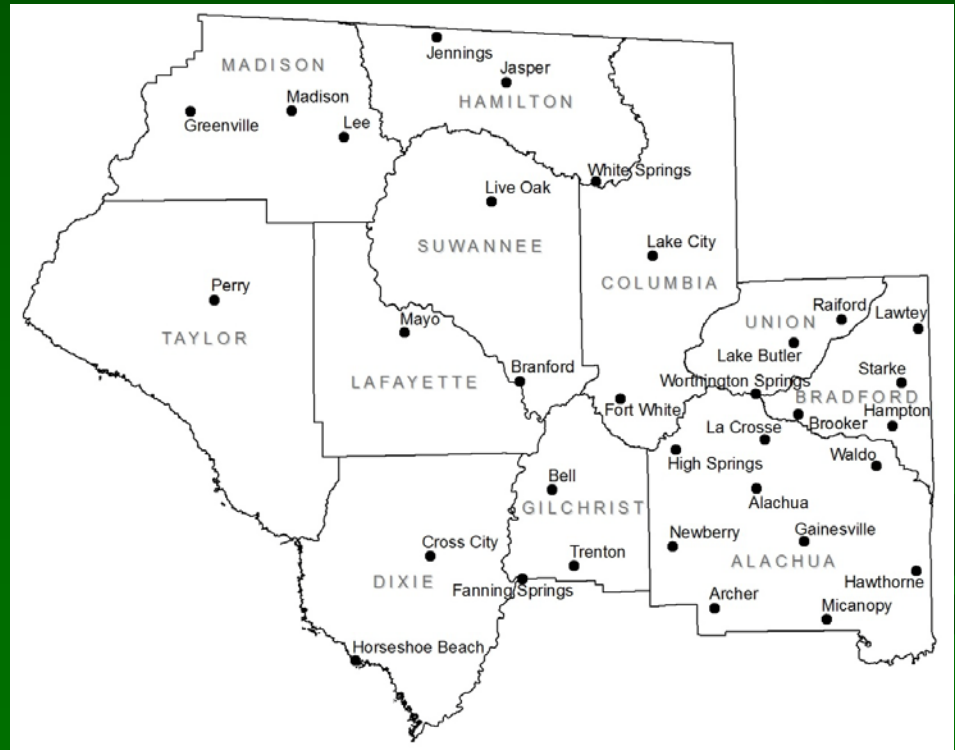 Jennings
MADISON
Jasper
HAMILTON
Madison
Greenville
Lee
White Springs
Live Oak
SUWANNEE
Lake City
COLUMBIA
Perry
Raiford
Lawtey
Mayo
UNION
TAYLOR
Lake Butler
Branford
Starke
LAFAYETTE
Worthington Springs
BRADFORD
Fort White
Hampton
Brooker
La Crosse
Waldo
High Springs
Bell
Alachua
GILCHRIST
Newberry
Gainesville
Cross City
Trenton
ALACHUA
DIXIE
Fanning Springs
Hawthorne
Archer
Micanopy
Horseshoe Beach